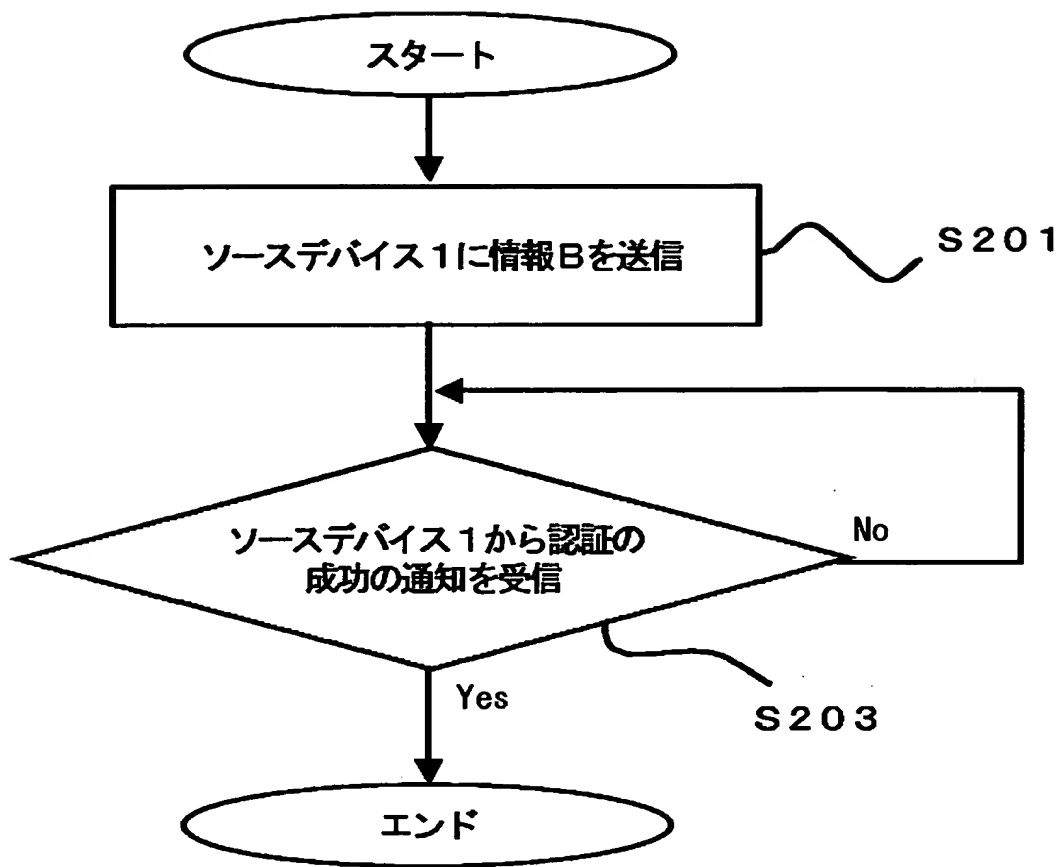 スタート
ソースデバイス１に情報Bを送信
S２０１
ソースデバイス１から認証の
成功の通知を受信
No
Yes
S２０３
エンド